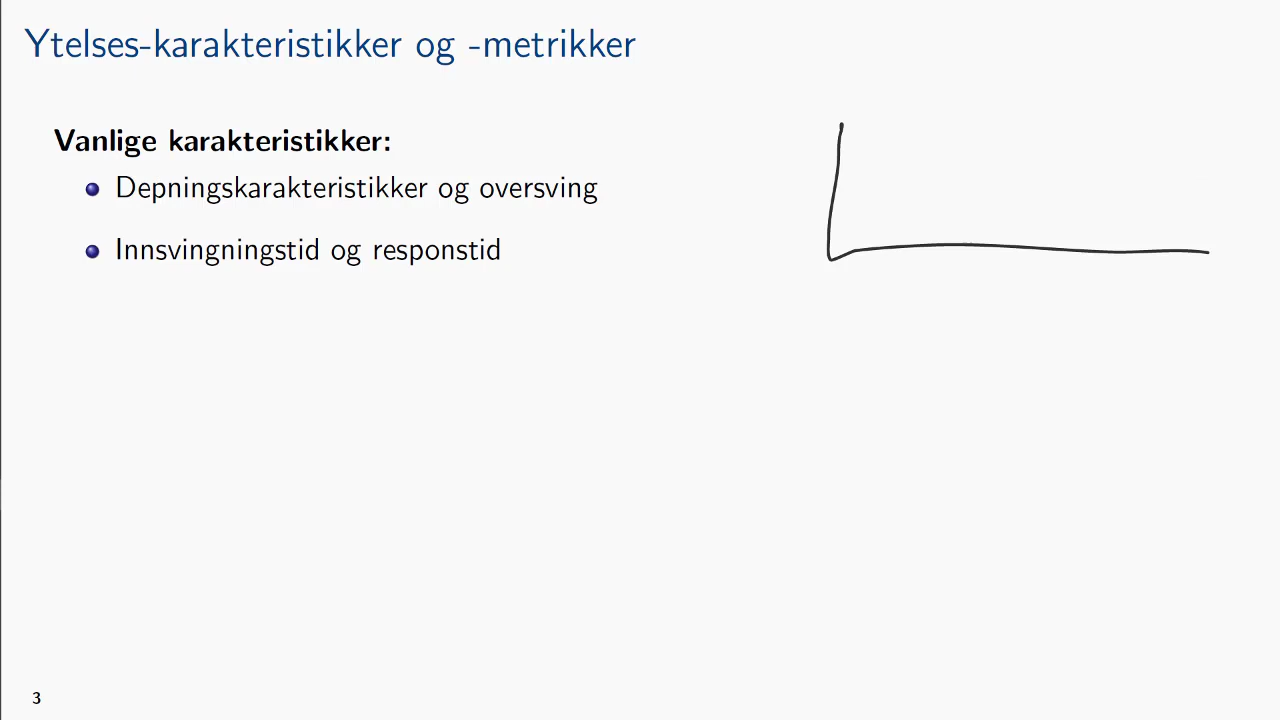 Ytelses-karakteristikker og -metrikker
Vanlige karakteristikker:
Depningskarakteristikker og oversving
Innsvingningstid og responstid
3